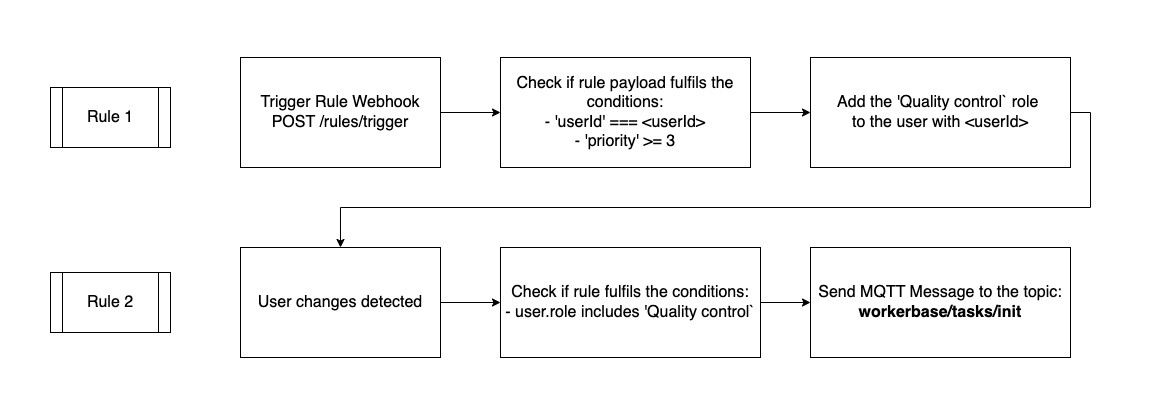 Rule 1
Trigger Rule Webhook
POST /rules/trigger
Check if rule payload fulfils the
conditions:
- 'userId' === <userId>
- 'priority' >= 3
Add the 'Quality control` role
to the user with <userId>
Rule 2
User changes detected
Check if rule fulfils the conditions:
- user.role includes 'Quality control`
Send MQTT Message to the topic:
workerbase/tasks/init